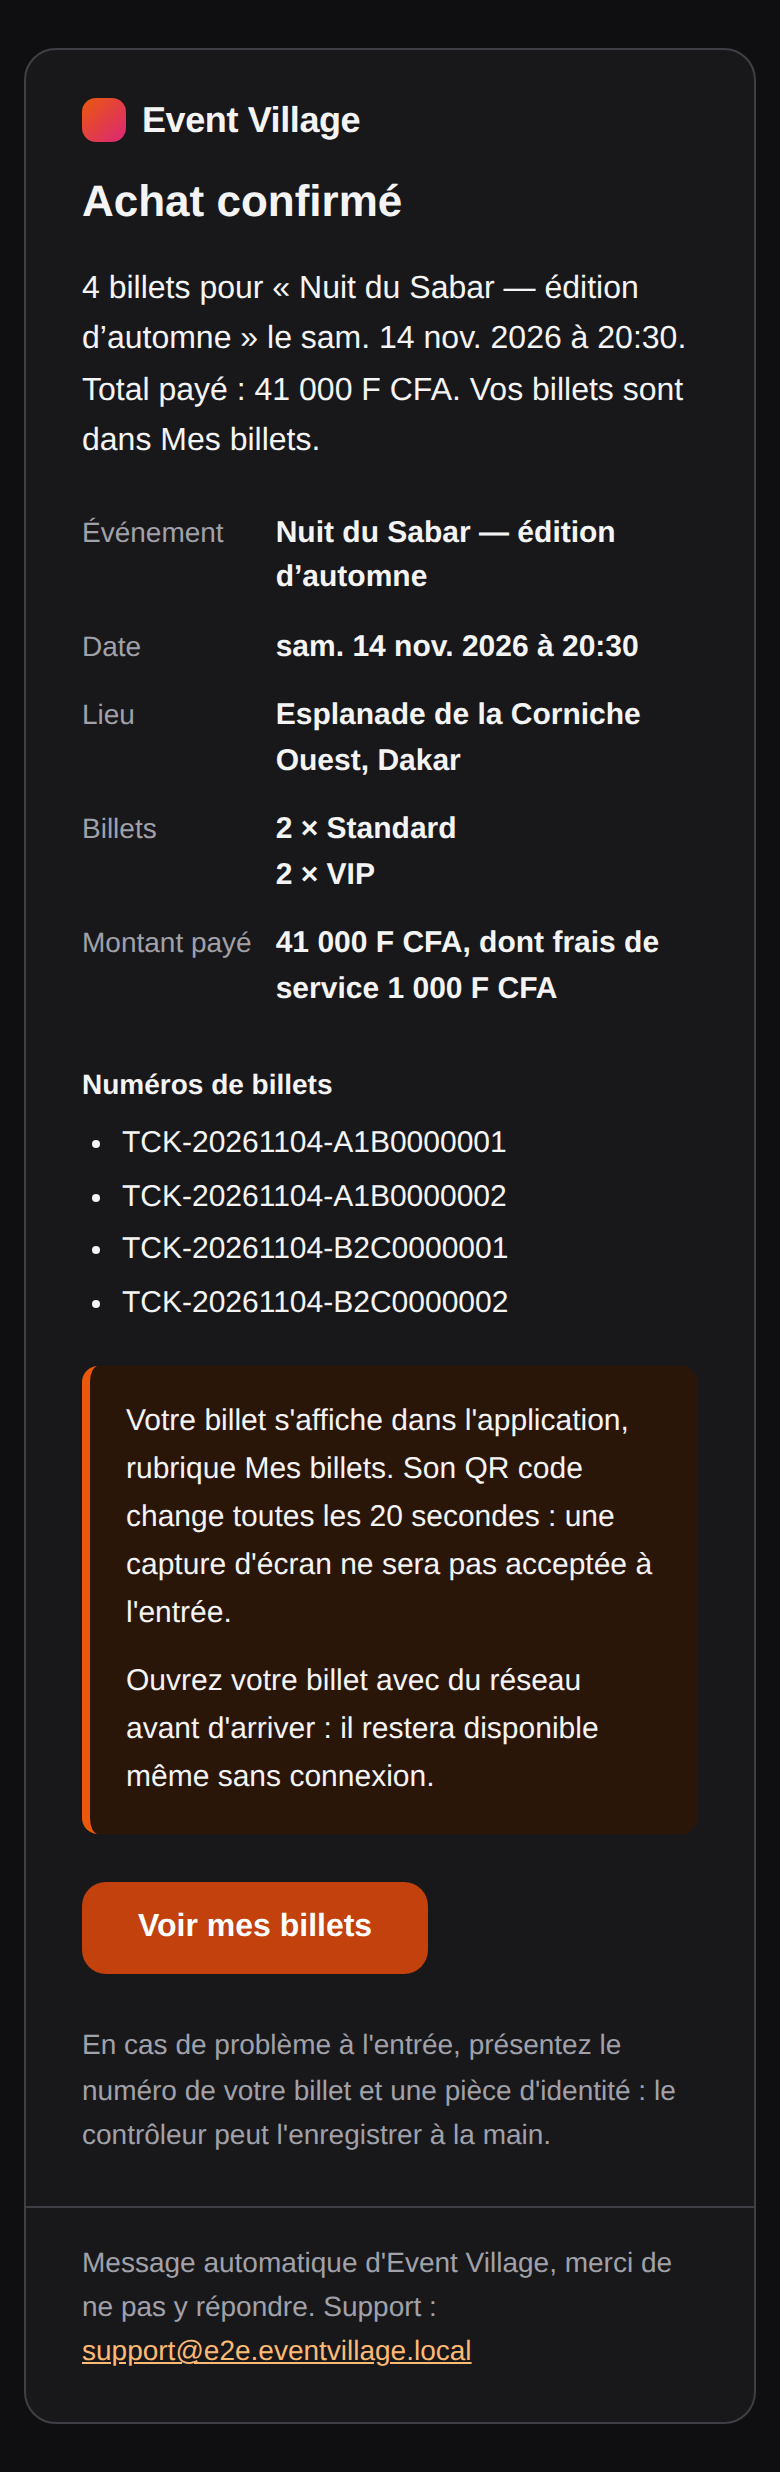 Event Village
Achat confirmé
4 billets pour « Nuit du Sabar — édition
d’automne » le sam. 14 nov. 2026 à 20:30.
Total payé : 41 000 F CFA. Vos billets sont
dans Mes billets.
Événement
Nuit du Sabar — édition
d’automne
Date
sam. 14 nov. 2026 à 20:30
Lieu
Esplanade de la Corniche
Ouest, Dakar
Billets
2 × Standard
2 × VIP
Montant payé
41 000 F CFA, dont frais de
service 1 000 F CFA
Numéros de billets
• TCK-20261104-A1B0000001
• TCK-20261104-A1B0000002
• TCK-20261104-B2C0000001
• TCK-20261104-B2C0000002
Votre billet s'affiche dans l'application,
rubrique Mes billets. Son QR code
change toutes les 20 secondes : une
capture d'écran ne sera pas acceptée à
l'entrée.
Ouvrez votre billet avec du réseau
avant d'arriver : il restera disponible
même sans connexion.
Voir mes billets
En cas de problème à l'entrée, présentez le
numéro de votre billet et une pièce d'identité : le
contrôleur peut l'enregistrer à la main.
Message automatique d'Event Village, merci de
ne pas y répondre. Support :
support@e2e.eventvillage.local